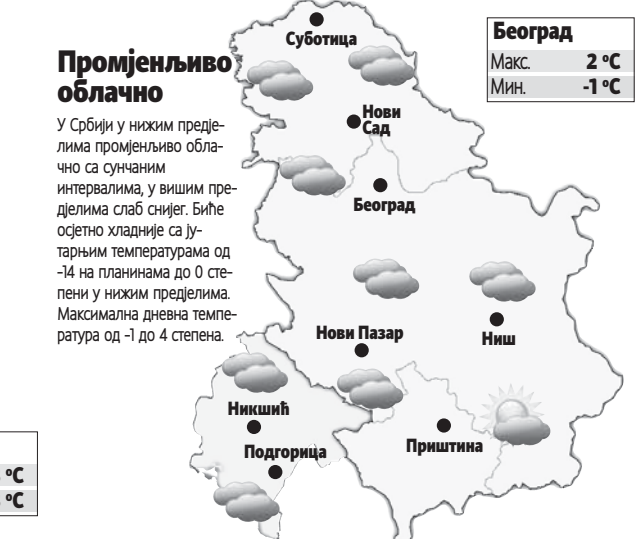 Промјенљиво
облачно
У Србији у нижим предје-
лима промјенљиво обла-
чно са сунчаним
интервалима, у вишим пре-
дјелима слаб снијег. Биће
осјетно хладније са ју-
тарњим температурама од
-14 на планинама до 0 сте-
пени у нижим предјелима.
Максимална дневна темпе-
ратура од -1 до 4 степена.
Београд
Макс. 2 °C
Мин. -1 °C
Суботица
Нови
Сад
Београд
Нови Пазар
Ниш
Никшић
Подгорица
Приштина
°C
°C